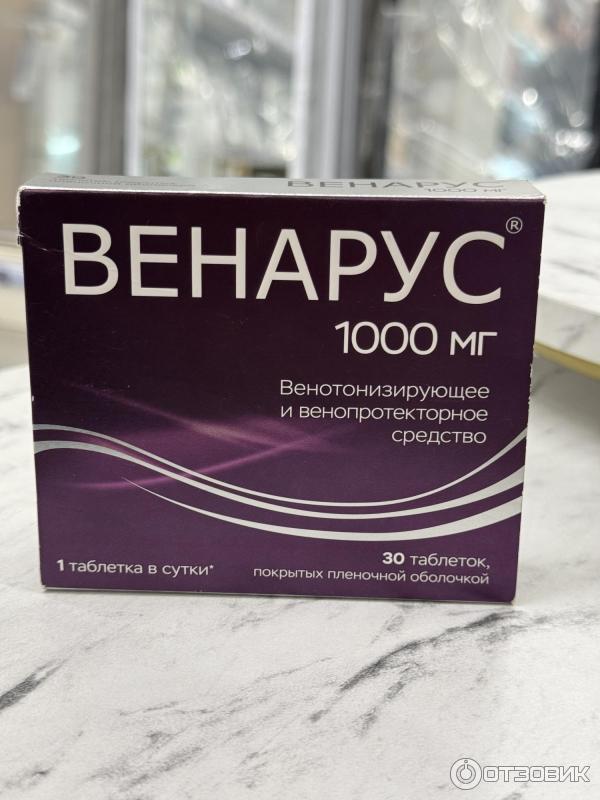 ВЕНАРУС
1000 мг
ВЕНАРУС®
1000 мг
Венотонизирующее
и венопротекторное
средство
1 таблетка в сутки*
30 таблеток,
покрытых пленочной оболочкой
ОТЗОВИК